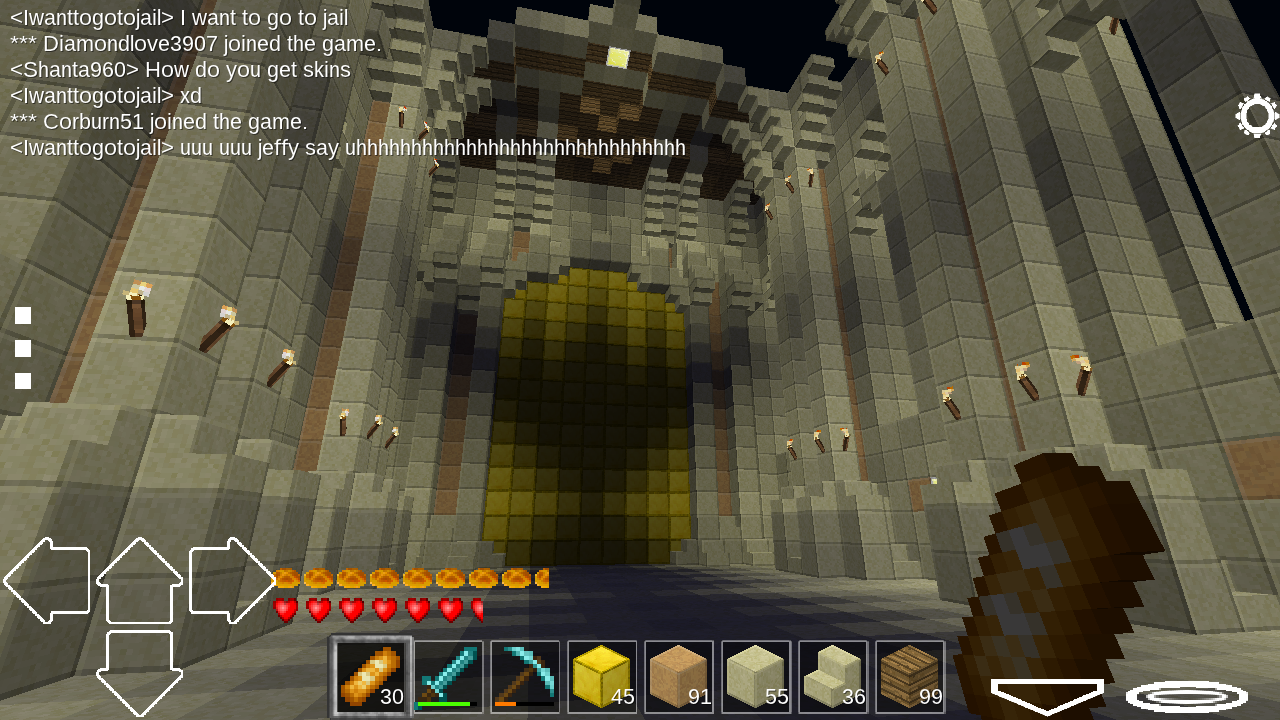 <Iwanttogotojail> I want to go to jail
*** Diamondlove3907 joined the game.
<Shanta960> How do you get skins
<Iwanttogotojail> xd
*** Corburn51 joined the game.
<Iwanttogotojail> uuu uuu jeffy say uhhhhhhhhhhhhhhhhhhhhhhhhhhhhhh
30 45 91 55 36 99